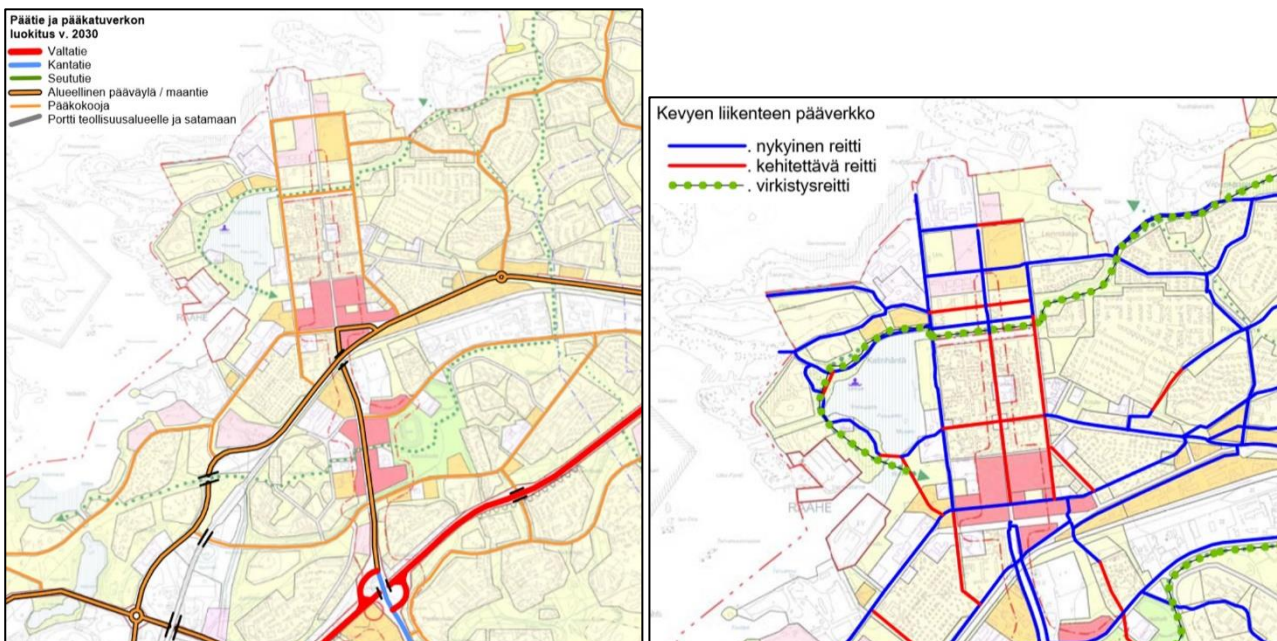 Päätie ja pääkatuverkon
luokitus v. 2030
Valtatie
Kantatie
Seututie
Alueellinen pääväylä / maantie
Pääkokooja
Portti teollisuusalueelle ja satamaan
RAAHE
Kevyen liikenteen pääverkko
. nykyinen reitti
. kehitettävä reitti
. virkistysreitti
RAAHE